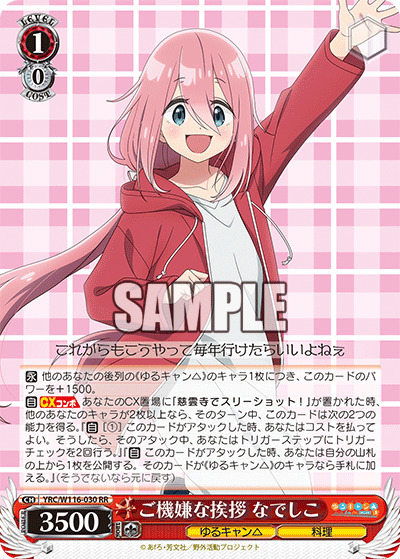 LEVEL
1
0
COST
SAMPLE
これからもこうやって毎年行けたらいいよねぇ
永 他のあなたの後列の《ゆるキャン△》のキャラ1枚につき、このカードのパ
ワーを+1500。
自 CXコンボ あなたのCX置場に「慈雲寺でスリーショット！」が置かれた時、
他のあなたのキャラが2枚以上なら、そのターン中、このカードは次の2つの
能力を得る。『自［①］このカードがアタックした時、あなたはコストを払ってよ
い。そうしたら、そのアタック中、あなたはトリガーステップにトリガー
チェックを2回行う。』『自 このカードがアタックした時、あなたは自分の山札
の上から1枚を公開する。そのカードが《ゆるキャン△》のキャラなら手札に加
える。』（そうでないなら元に戻す）
CH YRC/W116-030 RR
3500
ご機嫌な挨拶 なでしこ
ゆるキャン△
料理
©あfろ・芳文社／野外活動プロジェクト